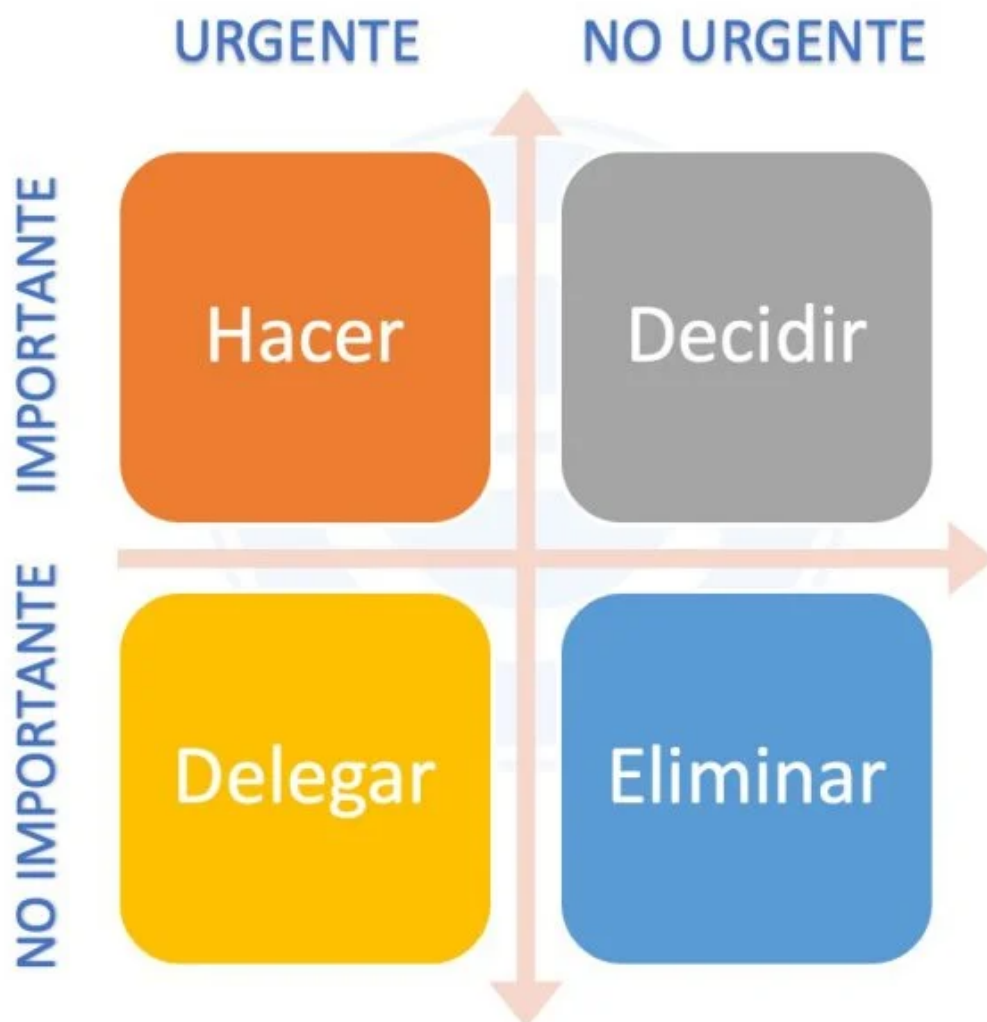 URGENTE NO URGENTE
IMPORTANTE
Hacer Decidir
NO IMPORTANTE
Delegar Eliminar